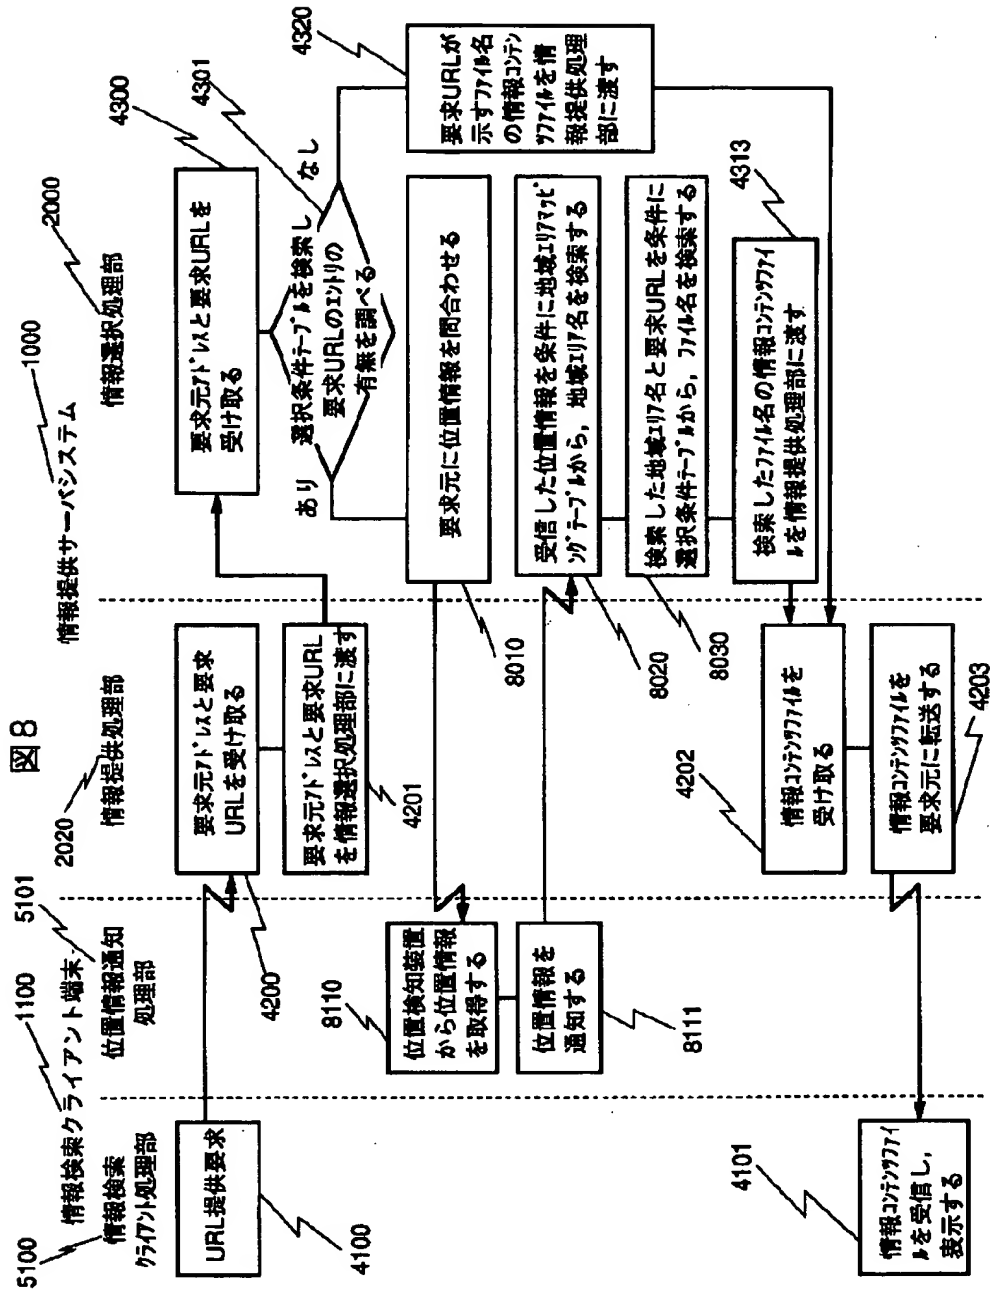 図8
情報検索クライアント端末
1100
情報提供サーバシステム
1000
5100
情報検索
クライアント処理部
5101
位置情報通知
処理部
2020
情報提供処理部
情報選択処理部
2000
URL提供要求
4100
要求元アドレスと要求
URLを受け取る
4200
要求元アドレスと要求URL
を情報選択処理部に渡す
4201
要求元アドレスと要求URLを
受け取る
4300
選択条件テーブルを検索し
要求URLのエントリの
有無を調べる
4301
あり
なし
要求URLが
示すファイル名
の情報コンテン
ツファイルを情
報提供処理
部に渡す
4320
要求元に位置情報を問合わせる
8010
位置検知装置
から位置情報
を取得する
8110
位置情報を
通知する
8111
受信した位置情報を条件に地域エリアマッピ
ングテーブルから，地域エリア名を検索する
8020
検索した地域エリア名と要求URLを条件に
選択条件テーブルから，ファイル名を検索する
8030
検索したファイル名の情報コンテンツファイ
ルを情報提供処理部に渡す
4313
情報コンテンツファイルを
受け取る
4202
情報コンテンツファイルを
要求元に転送する
4203
情報コンテンツファイ
ルを受信し，
表示する
4101